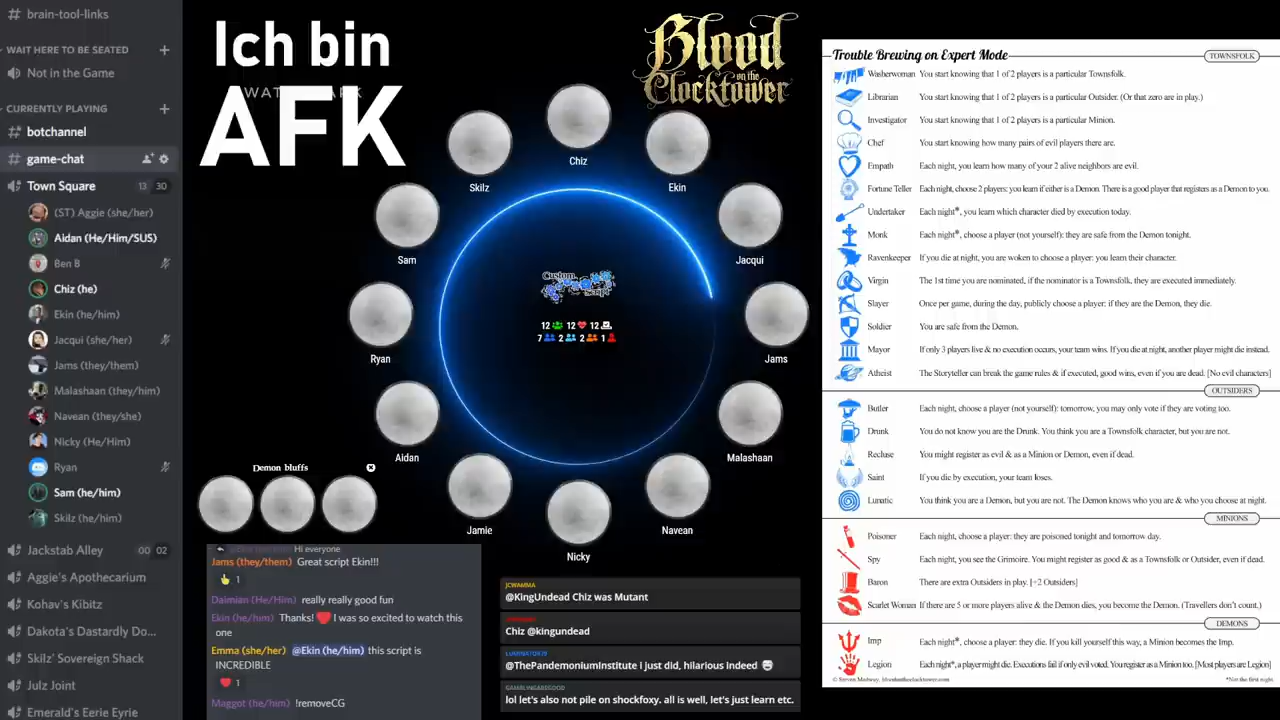 brain-tool-links
WAIT HERE TO BE SEATED
Not in the Game
CURRENTLY PLAYING
botchannel
game-chat
Town Square 13 30
(ST) Aggie (she/her)
Aidan (He/Him/SUS)
Ben B
Chiz (he)
Ekin (he/him)
Jacqui (she/her)
Jams (they/them)
Malashaan (they/him)
Navean (they/she)
Nicky (He/Him)
Ryan
Sam (he/him)
Skilz (he/him)
Jackstab Alley 00 02
Aggie's Apothecarium
Kohav's Kibitz
Dakota's Dastardly Do...
Skilz' Sovereign Shack
Jab Joint
Emerald's Eerie Eyrie
Ich bin
AFK
Blood
on the
Clocktower
Chiz
Skilz
Ekin
Sam
Jacqui
Ryan
Jams
Aidan
Malashaan
Jamie
Navean
Nicky
Custom
Script
12 12 12
7 2 2 1
Demon bluffs
Hi everyone
Jams (they/them) Great script Ekin!!!
1
Daimian (He/Him) really really good fun
Ekin (he/him) Thanks! I was so excited to watch this
one
Emma (she/her) @Ekin (he/him) this script is
INCREDIBLE
1
Maggot (he/him) !removeCG
JCWAMMA
@KingUndead Chiz was Mutant
Chiz @kingundead
@ThePandemoniumInstitute i just did, hilarious indeed
GAMBLINGABSGOOD
lol let's also not pile on shockfoxy. all is well, let's just learn etc.
Trouble Brewing on Expert Mode
TOWNSFOLK
Washerwoman You start knowing that 1 of 2 players is a particular Townsfolk.
Librarian You start knowing that 1 of 2 players is a particular Outsider. (Or that zero are in play.)
Investigator You start knowing that 1 of 2 players is a particular Minion.
Chef You start knowing how many pairs of evil players there are.
Empath Each night, you learn how many of your 2 alive neighbors are evil.
Fortune Teller Each night, choose 2 players: you learn if either is a Demon. There is a good player that registers as a Demon to you.
Undertaker Each night*, you learn which character died by execution today.
Monk Each night*, choose a player (not yourself): they are safe from the Demon tonight.
Ravenkeeper If you die at night, you are woken to choose a player: you learn their character.
Virgin The 1st time you are nominated, if the nominator is a Townsfolk, they are executed immediately.
Slayer Once per game, during the day, publicly choose a player: if they are the Demon, they die.
Soldier You are safe from the Demon.
Mayor If only 3 players live & no execution occurs, your team wins. If you die at night, another player might die instead.
Atheist The Storyteller can break the game rules & if executed, good wins, even if you are dead. [No evil characters]
OUTSIDERS
Butler Each night, choose a player (not yourself): tomorrow, you may only vote if they are voting too.
Drunk You do not know you are the Drunk. You think you are a Townsfolk character, but you are not.
Recluse You might register as evil & as a Minion or Demon, even if dead.
Saint If you die by execution, your team loses.
Lunatic You think you are a Demon, but you are not. The Demon knows who you are & who you choose at night.
MINIONS
Poisoner Each night, choose a player: they are poisoned tonight and tomorrow day.
Spy Each night, you see the Grimoire. You might register as good & as a Townsfolk or Outsider, even if dead.
Baron There are extra Outsiders in play. [+2 Outsiders]
Scarlet Woman If there are 5 or more players alive & the Demon dies, you become the Demon. (Travellers don't count.)
DEMONS
Imp Each night*, choose a player: they die. If you kill yourself this way, a Minion becomes the Imp.
Legion Each night*, a player might die. Executions fail if only evil voted. You register as a Minion too. [Most players are Legion]
© Steven Medway, bloodontheclocktower.com
*Not the first night